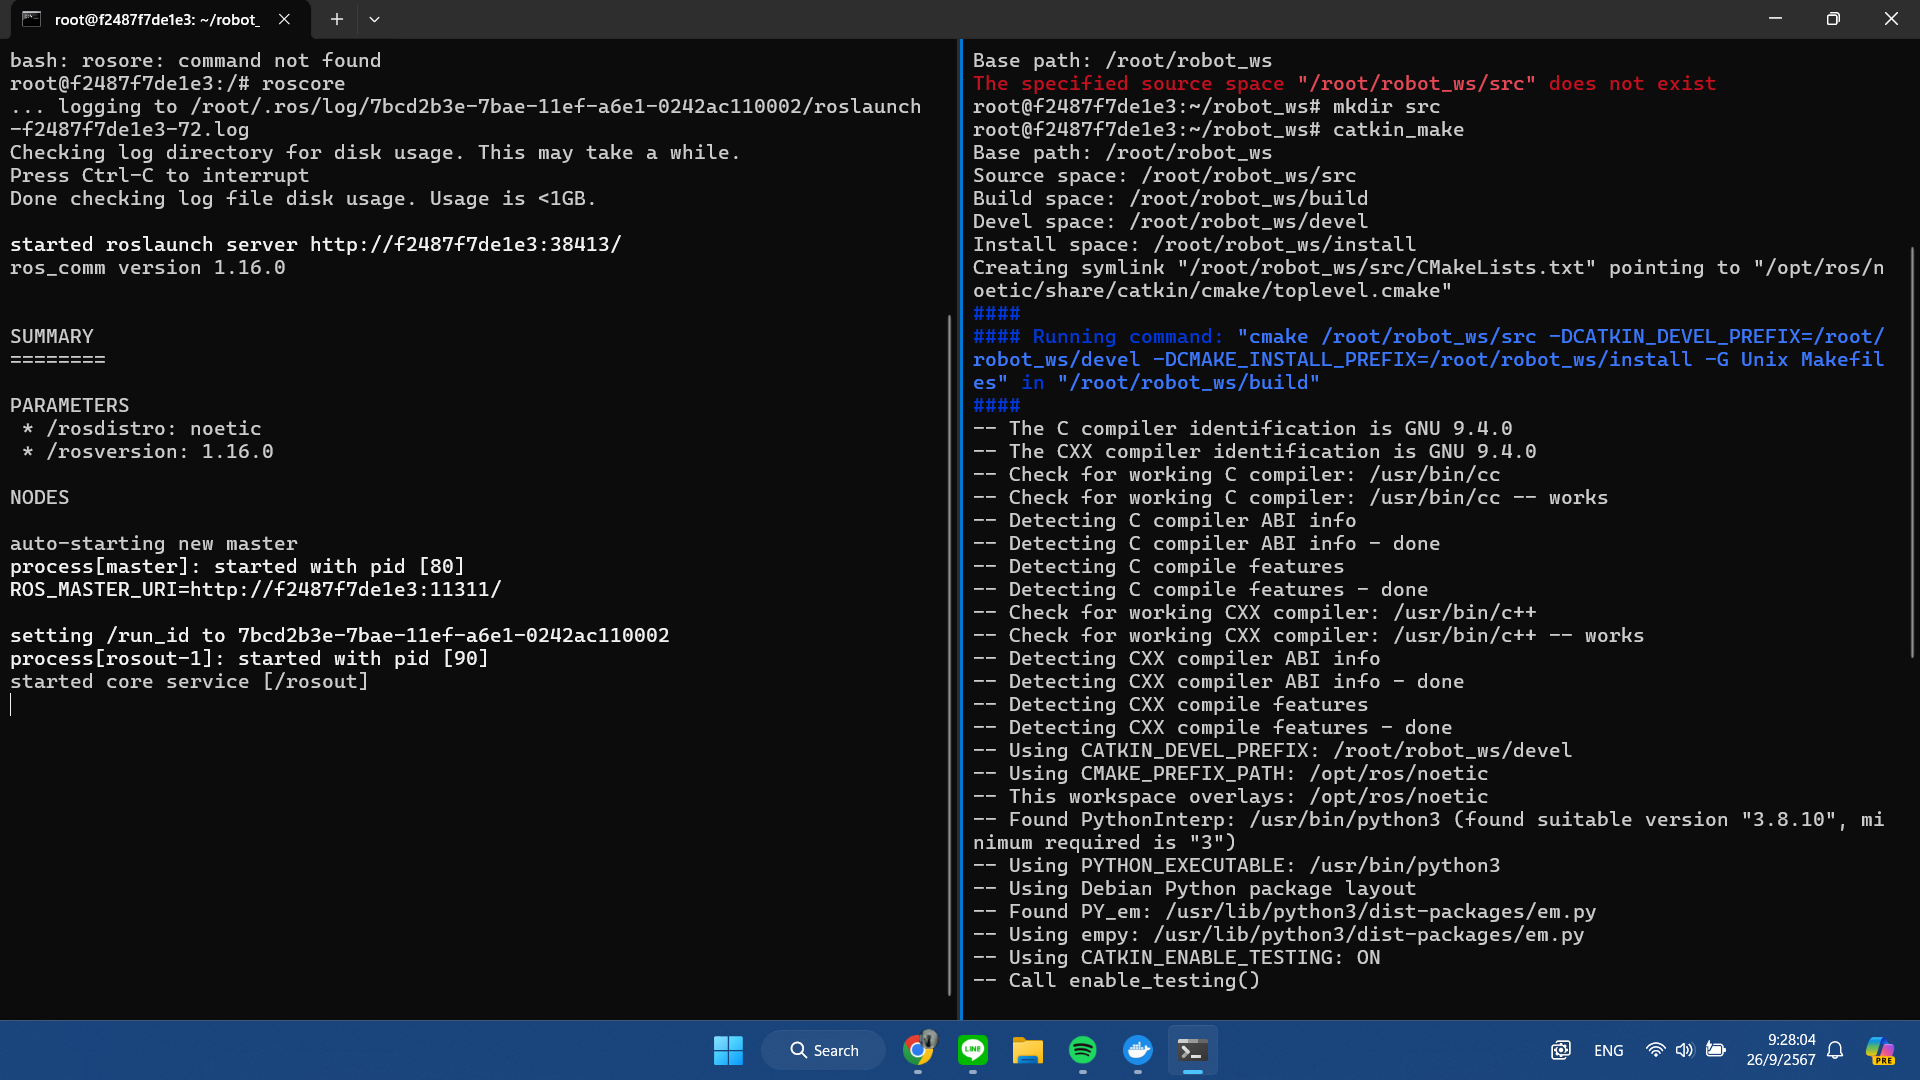 root@f2487f7de1e3: ~/robot_
bash: rosore: command not found
root@f2487f7de1e3:/# roscore
... logging to /root/.ros/log/7bcd2b3e-7bae-11ef-a6e1-0242ac110002/roslaunch
-f2487f7de1e3-72.log
Checking log directory for disk usage. This may take a while.
Press Ctrl-C to interrupt
Done checking log file disk usage. Usage is <1GB.
started roslaunch server http://f2487f7de1e3:38413/
ros_comm version 1.16.0
SUMMARY
========
PARAMETERS
* /rosdistro: noetic
* /rosversion: 1.16.0
NODES
auto-starting new master
process[master]: started with pid [80]
ROS_MASTER_URI=http://f2487f7de1e3:11311/
setting /run_id to 7bcd2b3e-7bae-11ef-a6e1-0242ac110002
process[rosout-1]: started with pid [90]
started core service [/rosout]
Base path: /root/robot_ws
The specified source space "/root/robot_ws/src" does not exist
root@f2487f7de1e3:~/robot_ws# mkdir src
root@f2487f7de1e3:~/robot_ws# catkin_make
Base path: /root/robot_ws
Source space: /root/robot_ws/src
Build space: /root/robot_ws/build
Devel space: /root/robot_ws/devel
Install space: /root/robot_ws/install
Creating symlink "/root/robot_ws/src/CMakeLists.txt" pointing to "/opt/ros/n
oetic/share/catkin/cmake/toplevel.cmake"
####
#### Running command: "cmake /root/robot_ws/src -DCATKIN_DEVEL_PREFIX=/root/
robot_ws/devel -DCMAKE_INSTALL_PREFIX=/root/robot_ws/install -G Unix Makefil
es" in "/root/robot_ws/build"
####
-- The C compiler identification is GNU 9.4.0
-- The CXX compiler identification is GNU 9.4.0
-- Check for working C compiler: /usr/bin/cc
-- Check for working C compiler: /usr/bin/cc -- works
-- Detecting C compiler ABI info
-- Detecting C compiler ABI info - done
-- Detecting C compile features
-- Detecting C compile features - done
-- Check for working CXX compiler: /usr/bin/c++
-- Check for working CXX compiler: /usr/bin/c++ -- works
-- Detecting CXX compiler ABI info
-- Detecting CXX compiler ABI info - done
-- Detecting CXX compile features
-- Detecting CXX compile features - done
-- Using CATKIN_DEVEL_PREFIX: /root/robot_ws/devel
-- Using CMAKE_PREFIX_PATH: /opt/ros/noetic
-- This workspace overlays: /opt/ros/noetic
-- Found PythonInterp: /usr/bin/python3 (found suitable version "3.8.10", mi
nimum required is "3")
-- Using PYTHON_EXECUTABLE: /usr/bin/python3
-- Using Debian Python package layout
-- Found PY_em: /usr/lib/python3/dist-packages/em.py
-- Using empy: /usr/lib/python3/dist-packages/em.py
-- Using CATKIN_ENABLE_TESTING: ON
-- Call enable_testing()
Search
LINE
ENG
9:28:04
26/9/2567
PRE